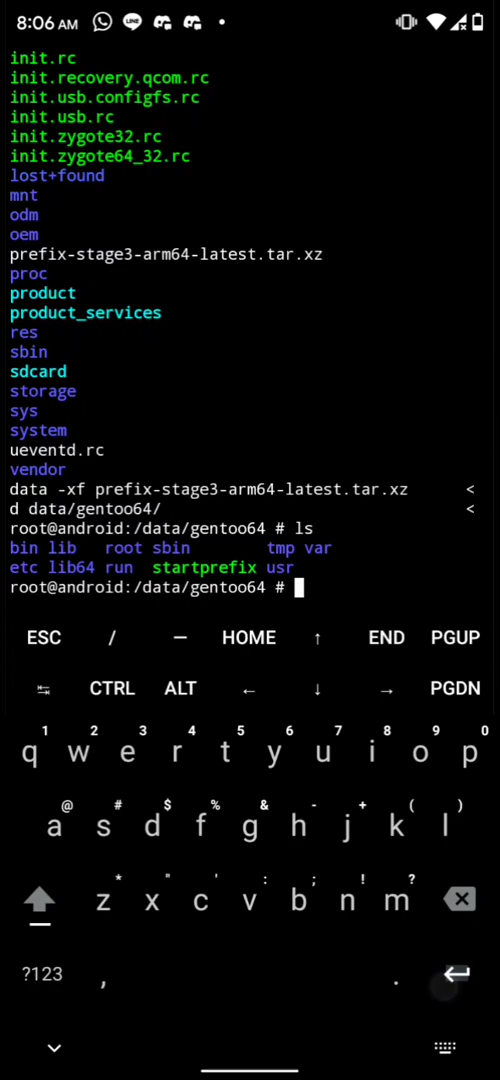 8:06 AM
init.rc
init.recovery.qcom.rc
init.usb.configfs.rc
init.usb.rc
init.zygote32.rc
init.zygote64_32.rc
lost+found
mnt
odm
oem
prefix-stage3-arm64-latest.tar.xz
proc
product
product_services
res
sbin
sdcard
storage
sys
system
ueventd.rc
vendor
data -xf prefix-stage3-arm64-latest.tar.xz <
d data/gentoo64/ <
root@android:/data/gentoo64 # ls
bin lib root sbin tmp var
etc lib64 run startprefix usr
root@android:/data/gentoo64 #
ESC / — HOME ↑ END PGUP
↹ CTRL ALT ← ↓ → PGDN
1 2 3 4 5 6 7 8 9 0
q w e r t y u i o p
@ # $ % & - + ( )
a s d f g h j k l
* " ' : ; ! ?
z x c v b n m
?123 , .